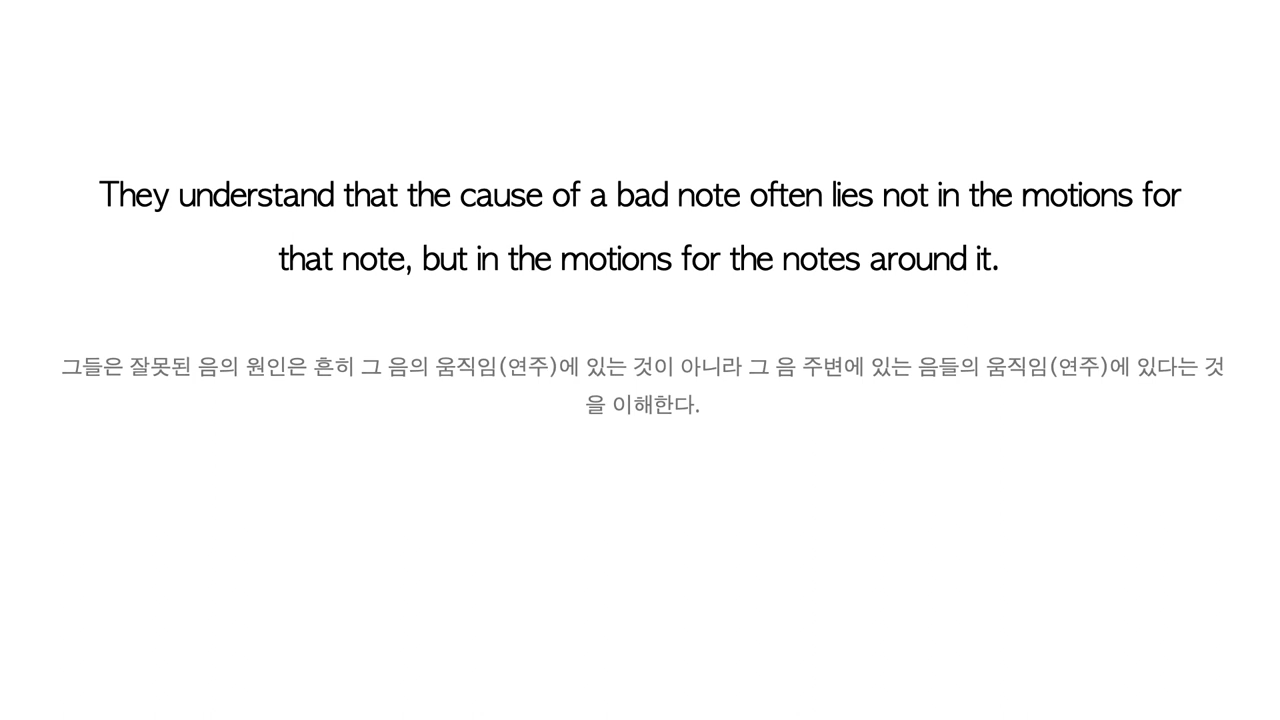 They understand that the cause of a bad note often lies not in the motions for
that note, but in the motions for the notes around it.
그들은 잘못된 음의 원인은 흔히 그 음의 움직임(연주)에 있는 것이 아니라 그 음 주변에 있는 음들의 움직임(연주)에 있다는 것
을 이해한다.